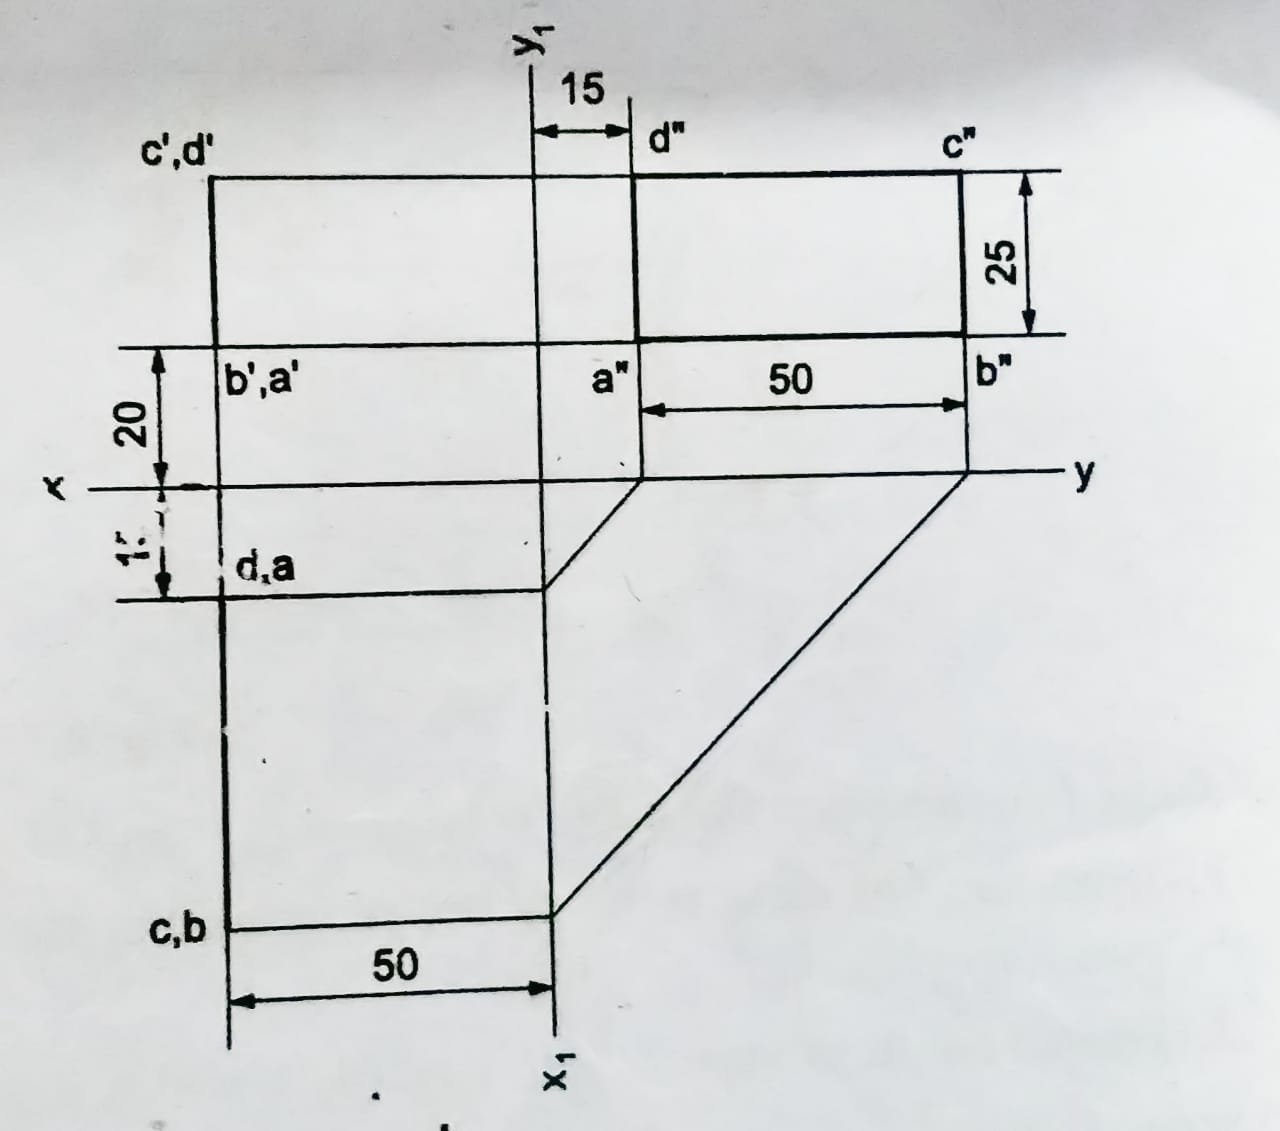 y₁
15
c',d'
d"
c"
25
b',a'
a"
50
b"
20
x
y
d,a
c,b
50
x₁